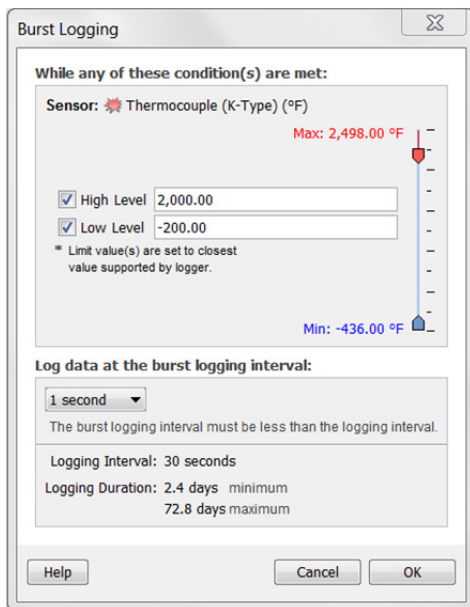 Burst Logging
While any of these condition(s) are met:
Sensor: Thermocouple (K-Type) (°F)
Max: 2,498.00 °F
High Level 2,000.00
Low Level -200.00
* Limit value(s) are set to closest
value supported by logger.
Min: -436.00 °F
Log data at the burst logging interval:
1 second
The burst logging interval must be less than the logging interval.
Logging Interval: 30 seconds
Logging Duration: 2.4 days minimum
72.8 days maximum
Help Cancel OK